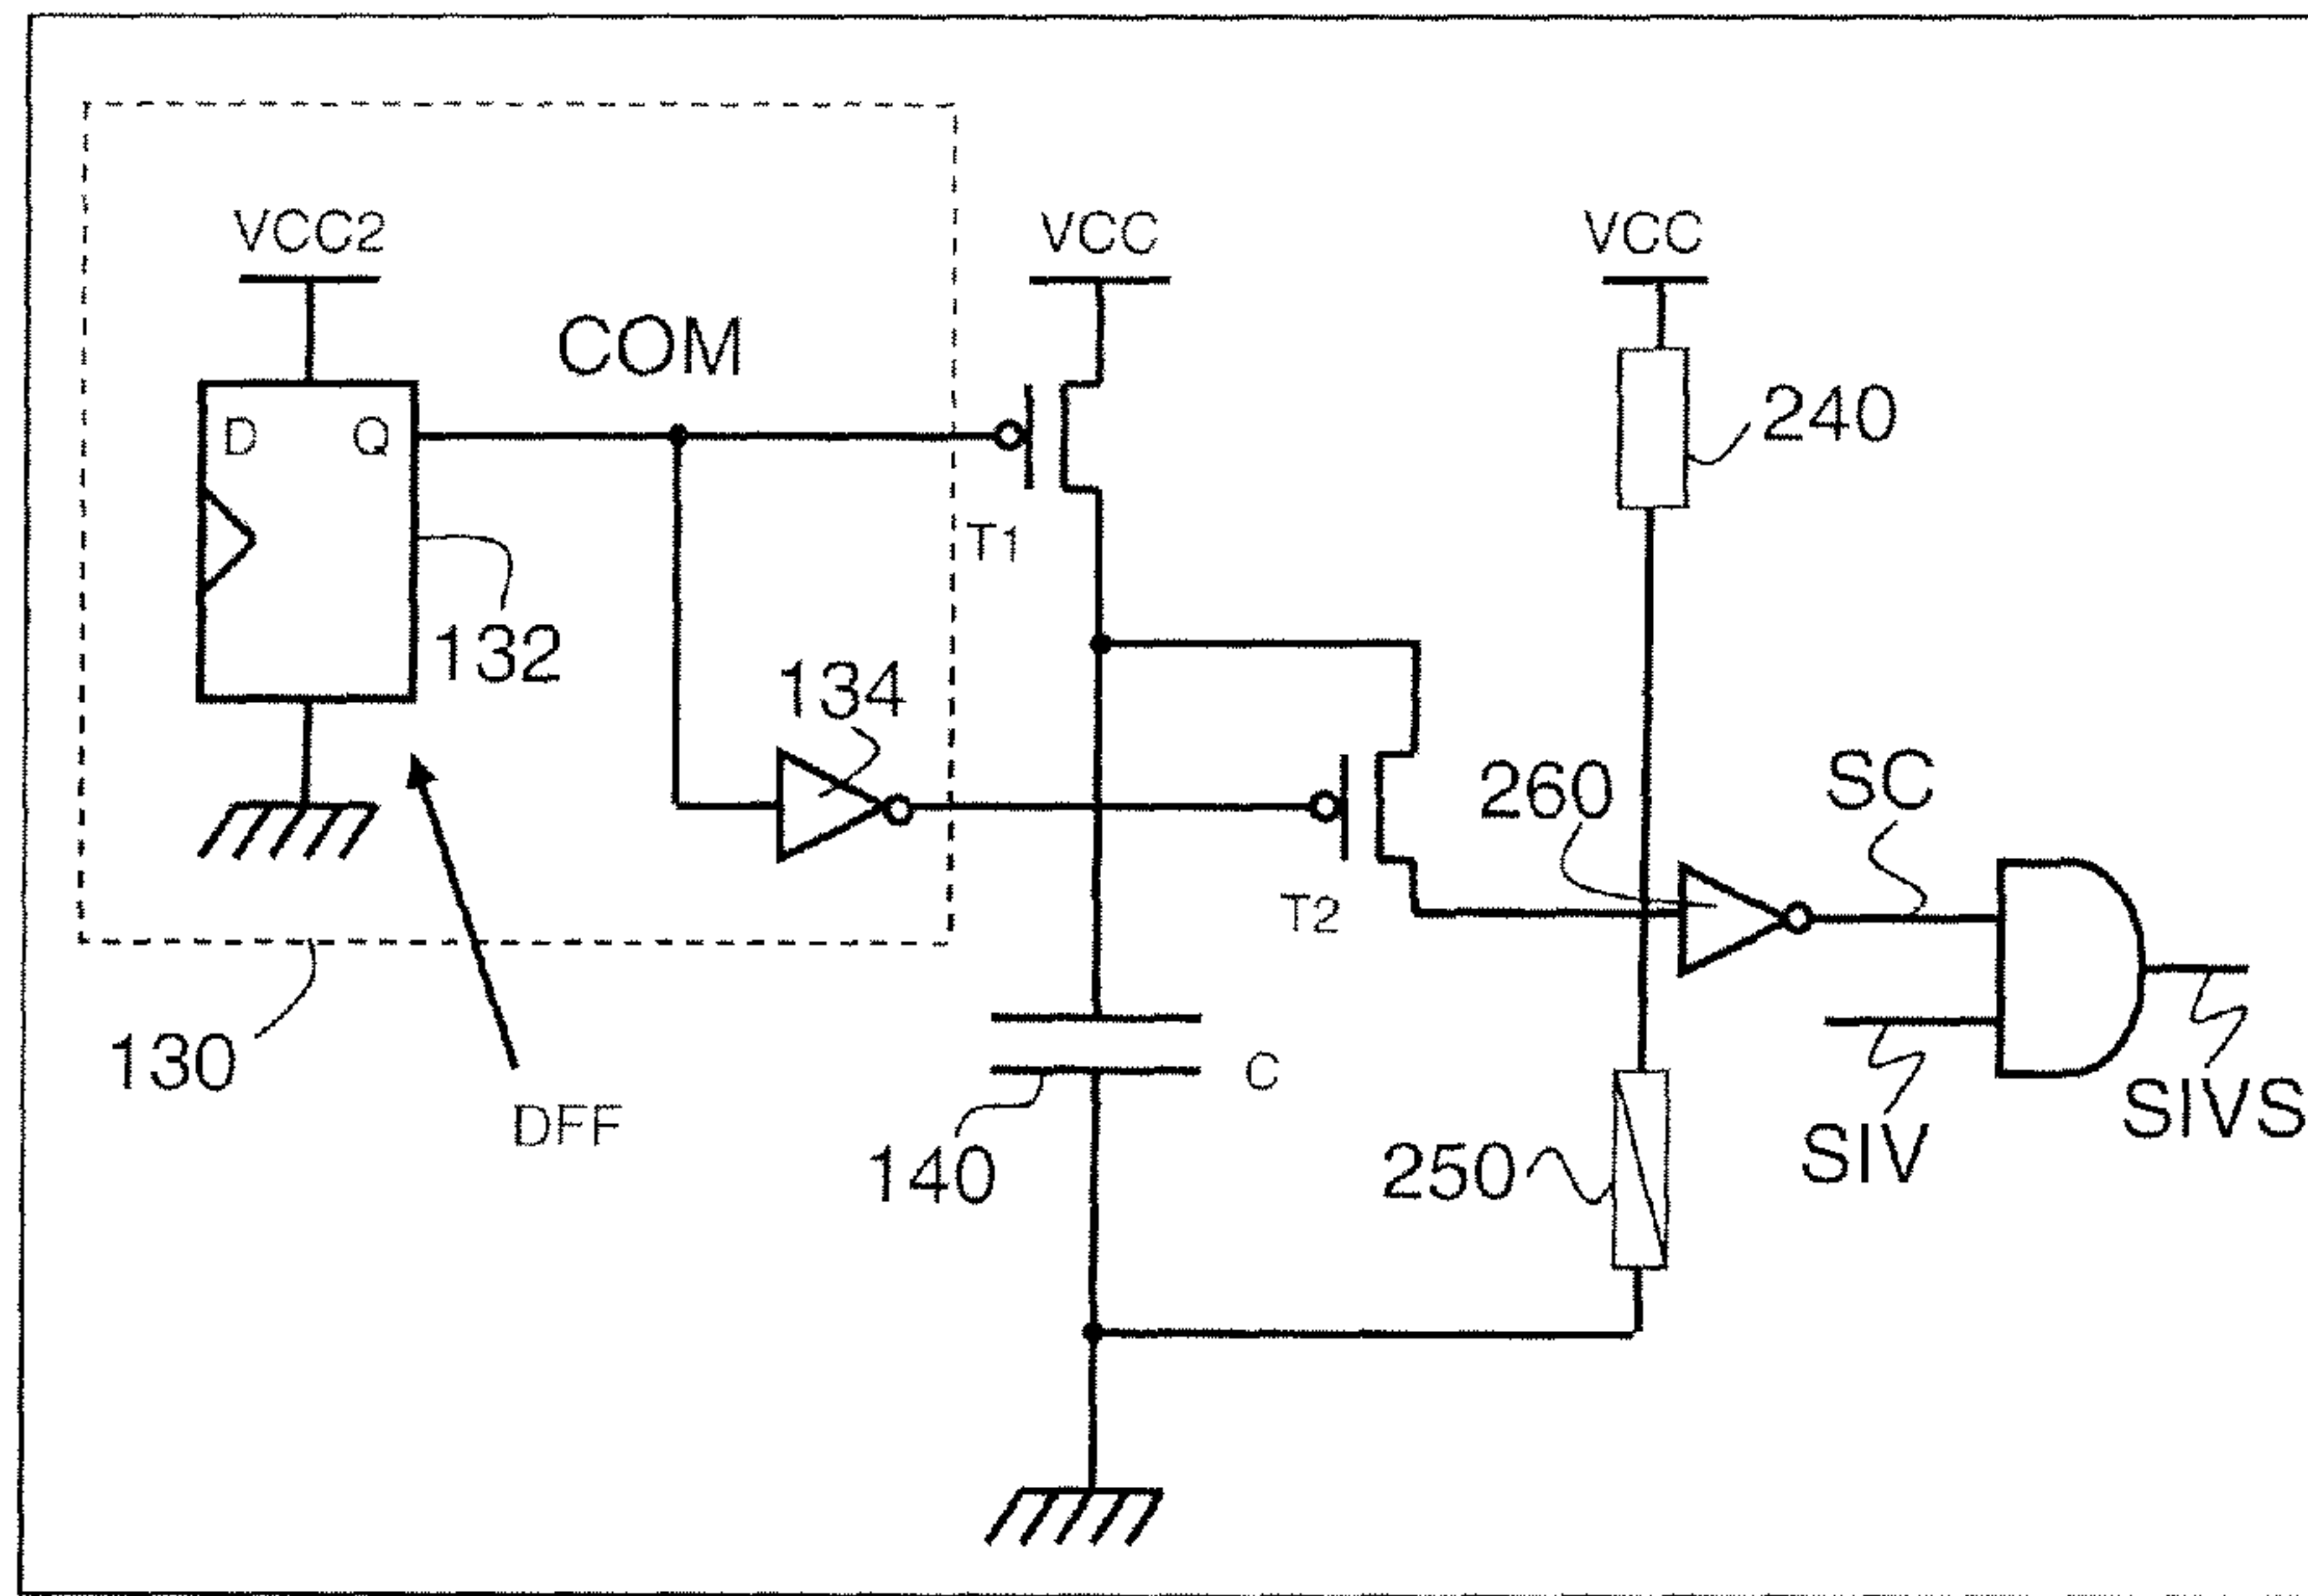 VCC2
VCC
VCC
COM
D
Q
240
T1
132
134
260
SC
T2
130
C
DFF
140
250
SIV
SIVS